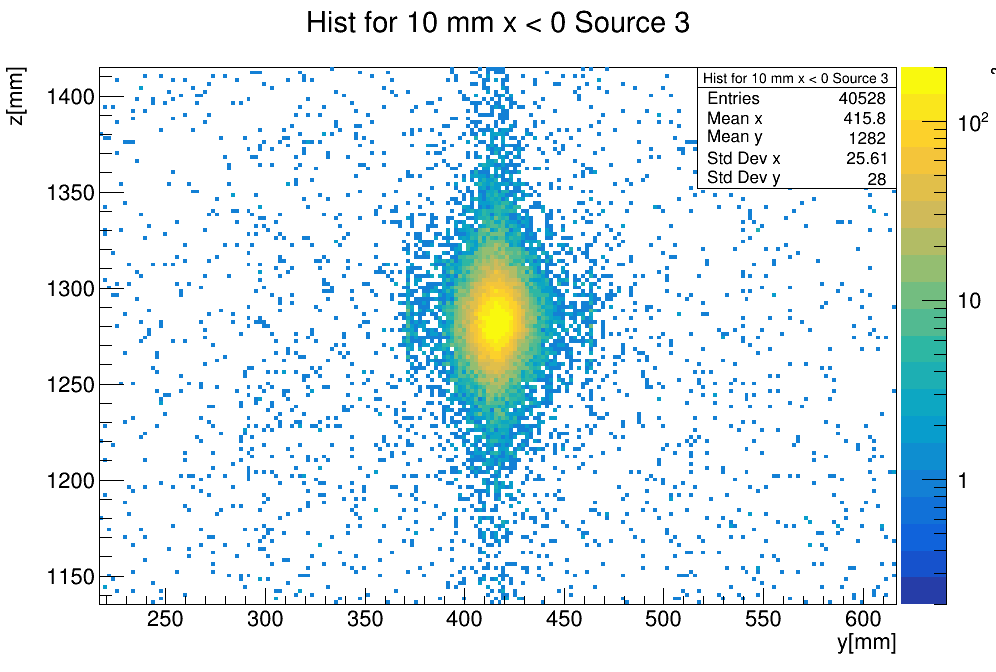 Hist for 10 mm x < 0 Source 3
z[mm]
1400
1350
1300
1250
1200
1150
Hist for 10 mm x < 0 Source 3
Entries 40528
Mean x 415.8
Mean y 1282
Std Dev x 25.61
Std Dev y 28
10²
10
1
250 300 350 400 450 500 550 600
y[mm]